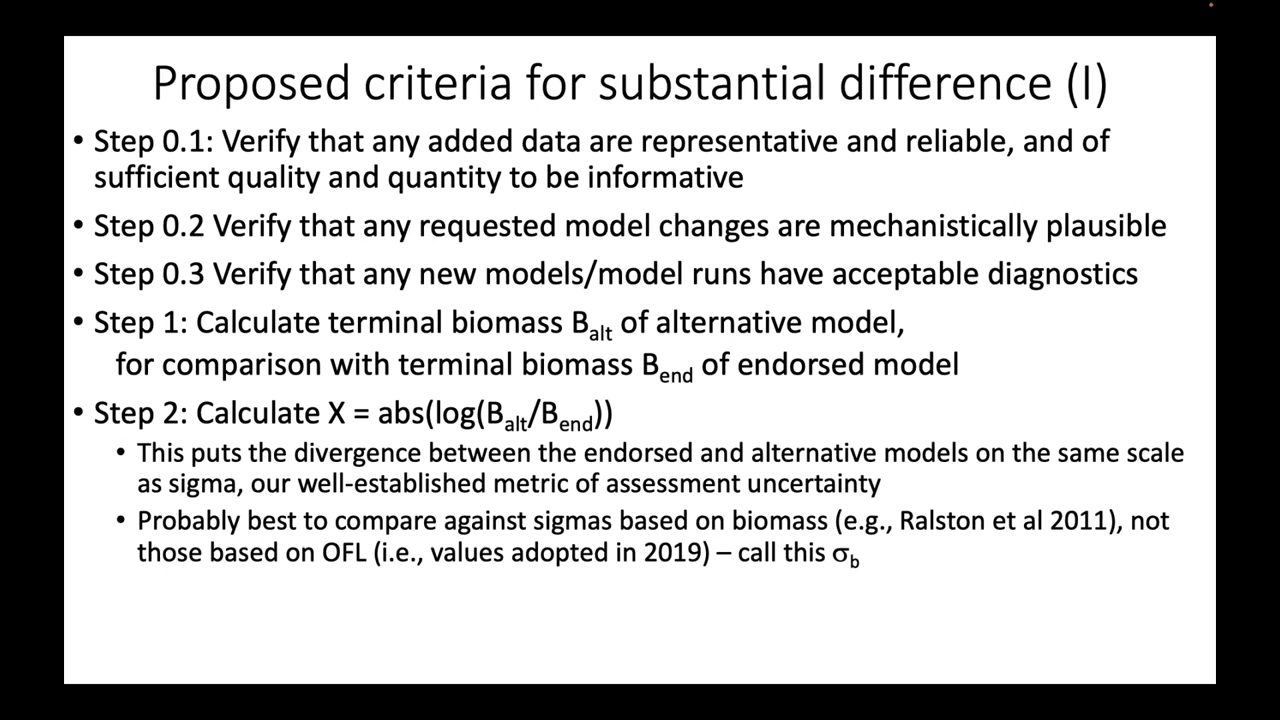 Proposed criteria for substantial difference (I)
• Step 0.1: Verify that any added data are representative and reliable, and of
sufficient quality and quantity to be informative
• Step 0.2 Verify that any requested model changes are mechanistically plausible
• Step 0.3 Verify that any new models/model runs have acceptable diagnostics
• Step 1: Calculate terminal biomass Balt of alternative model,
for comparison with terminal biomass Bend of endorsed model
• Step 2: Calculate X = abs(log(Balt/Bend))
• This puts the divergence between the endorsed and alternative models on the same scale
as sigma, our well-established metric of assessment uncertainty
• Probably best to compare against sigmas based on biomass (e.g., Ralston et al 2011), not
those based on OFL (i.e., values adopted in 2019) – call this σb